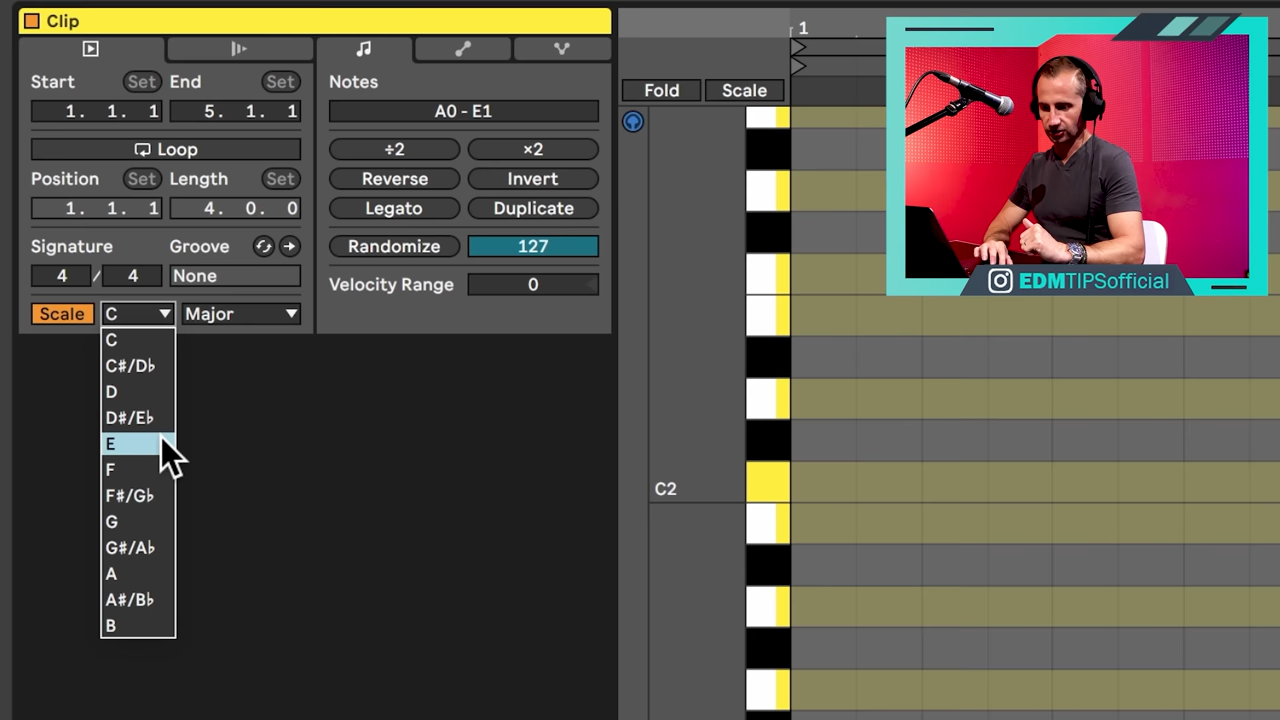 Clip
Start Set End Set
1. 1. 1 5. 1. 1
Loop
Position Set Length Set
1. 1. 1 4. 0. 0
Signature Groove
4 / 4 None
Scale C Major
C
C#/D♭
D
D#/E♭
E
F
F#/G♭
G
G#/A♭
A
A#/B♭
B
Notes
A0 - E1
÷2 ×2
Reverse Invert
Legato Duplicate
Randomize 127
Velocity Range 0
1
Fold Scale
C2
EDMTIPSofficial